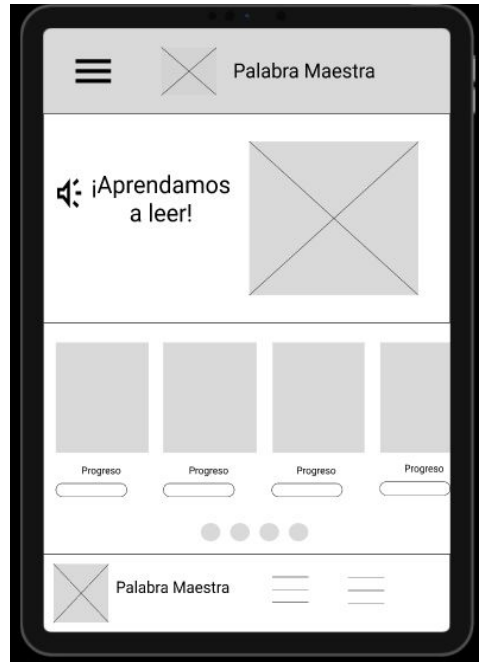 Palabra Maestra
¡Aprendamos
a leer!
Progreso
Progreso
Progreso
Progreso
Palabra Maestra